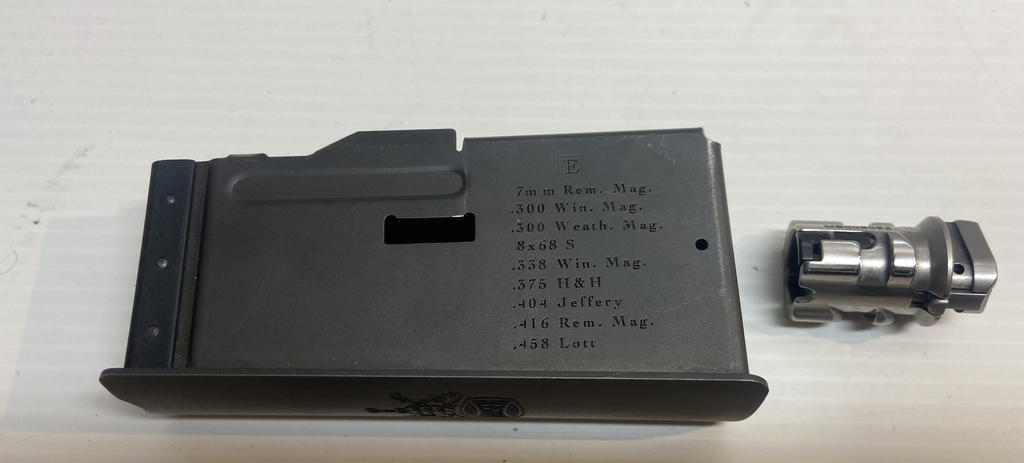 E
7mm Rem. Mag.
.300 Win. Mag.
.300 Weath. Mag.
8x68 S
.338 Win. Mag.
.375 H&H
.404 Jeffery
.416 Rem. Mag.
.458 Lott